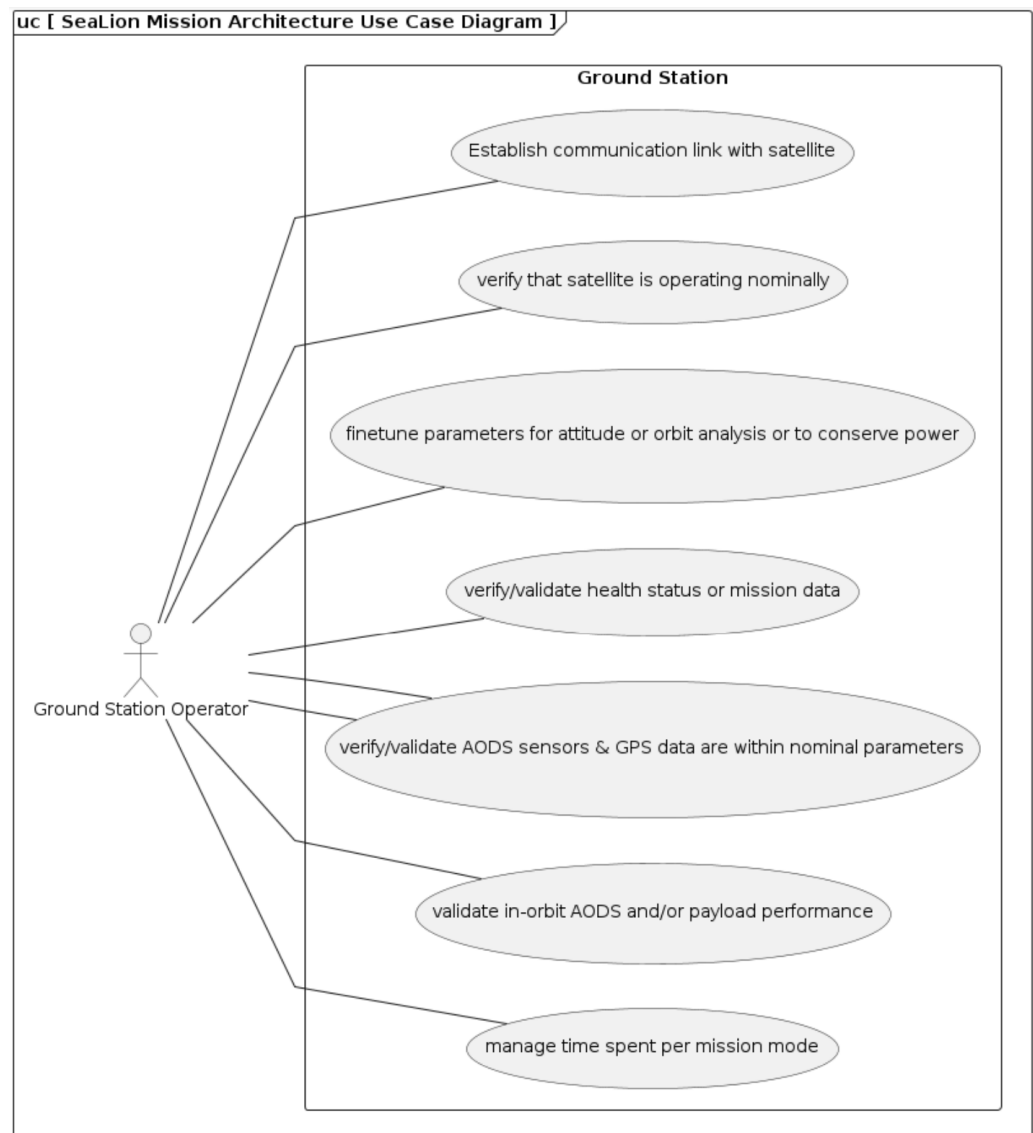 uc [ SeaLion Mission Architecture Use Case Diagram ]
Ground Station
Establish communication link with satellite
verify that satellite is operating nominally
finetune parameters for attitude or orbit analysis or to conserve power
verify/validate health status or mission data
Ground Station Operator
verify/validate AODS sensors & GPS data are within nominal parameters
validate in-orbit AODS and/or payload performance
manage time spent per mission mode